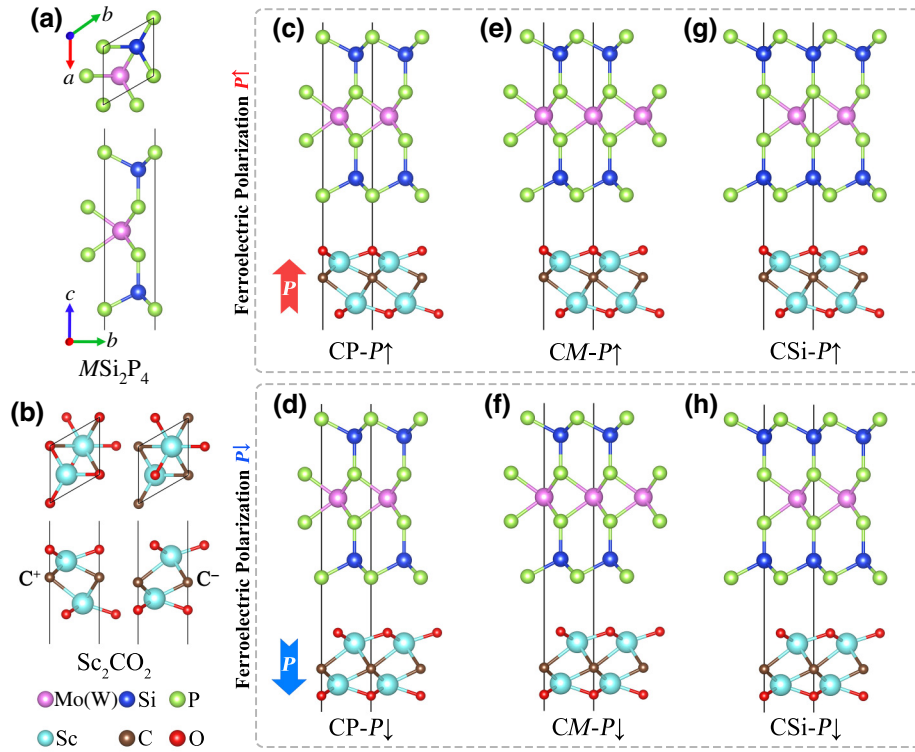 (a)
b
a
c
b
MSi₂P₄
(b)
C⁺
C⁻
Sc₂CO₂
Mo(W) Si P
Sc C O
Ferroelectric Polarization P↑
(c) (e) (g)
P
CP-P↑ CM-P↑ CSi-P↑
Ferroelectric Polarization P↓
(d) (f) (h)
P
CP-P↓ CM-P↓ CSi-P↓